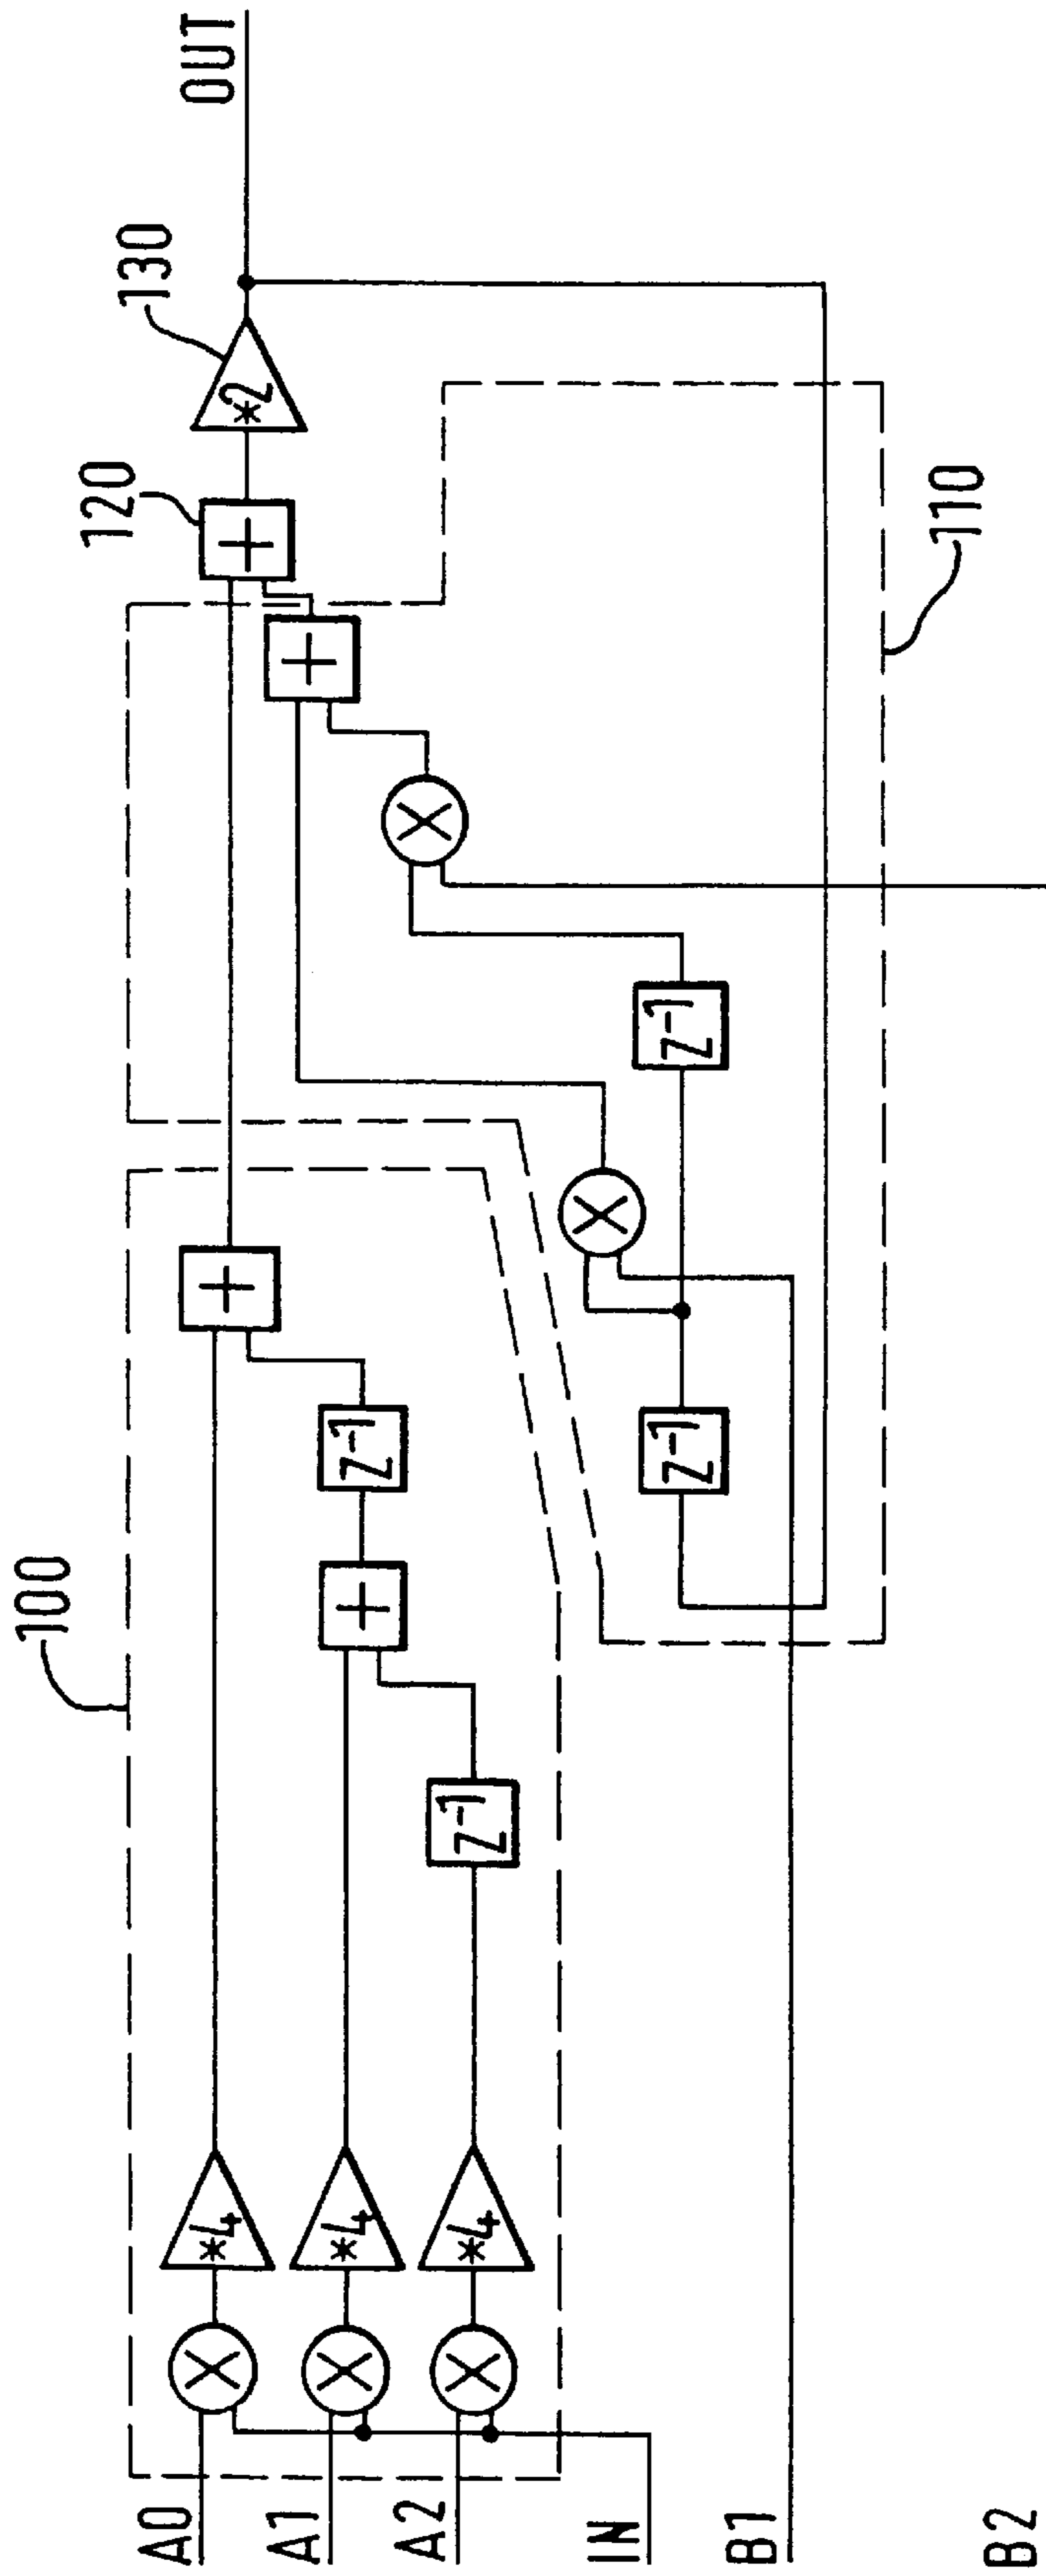 100
110
120
130
A0
A1
A2
IN
B1
B2
OUT
X
X
X
*4
*4
*4
z-1
+
z-1
+
z-1
X
z-1
X
+
+
*2